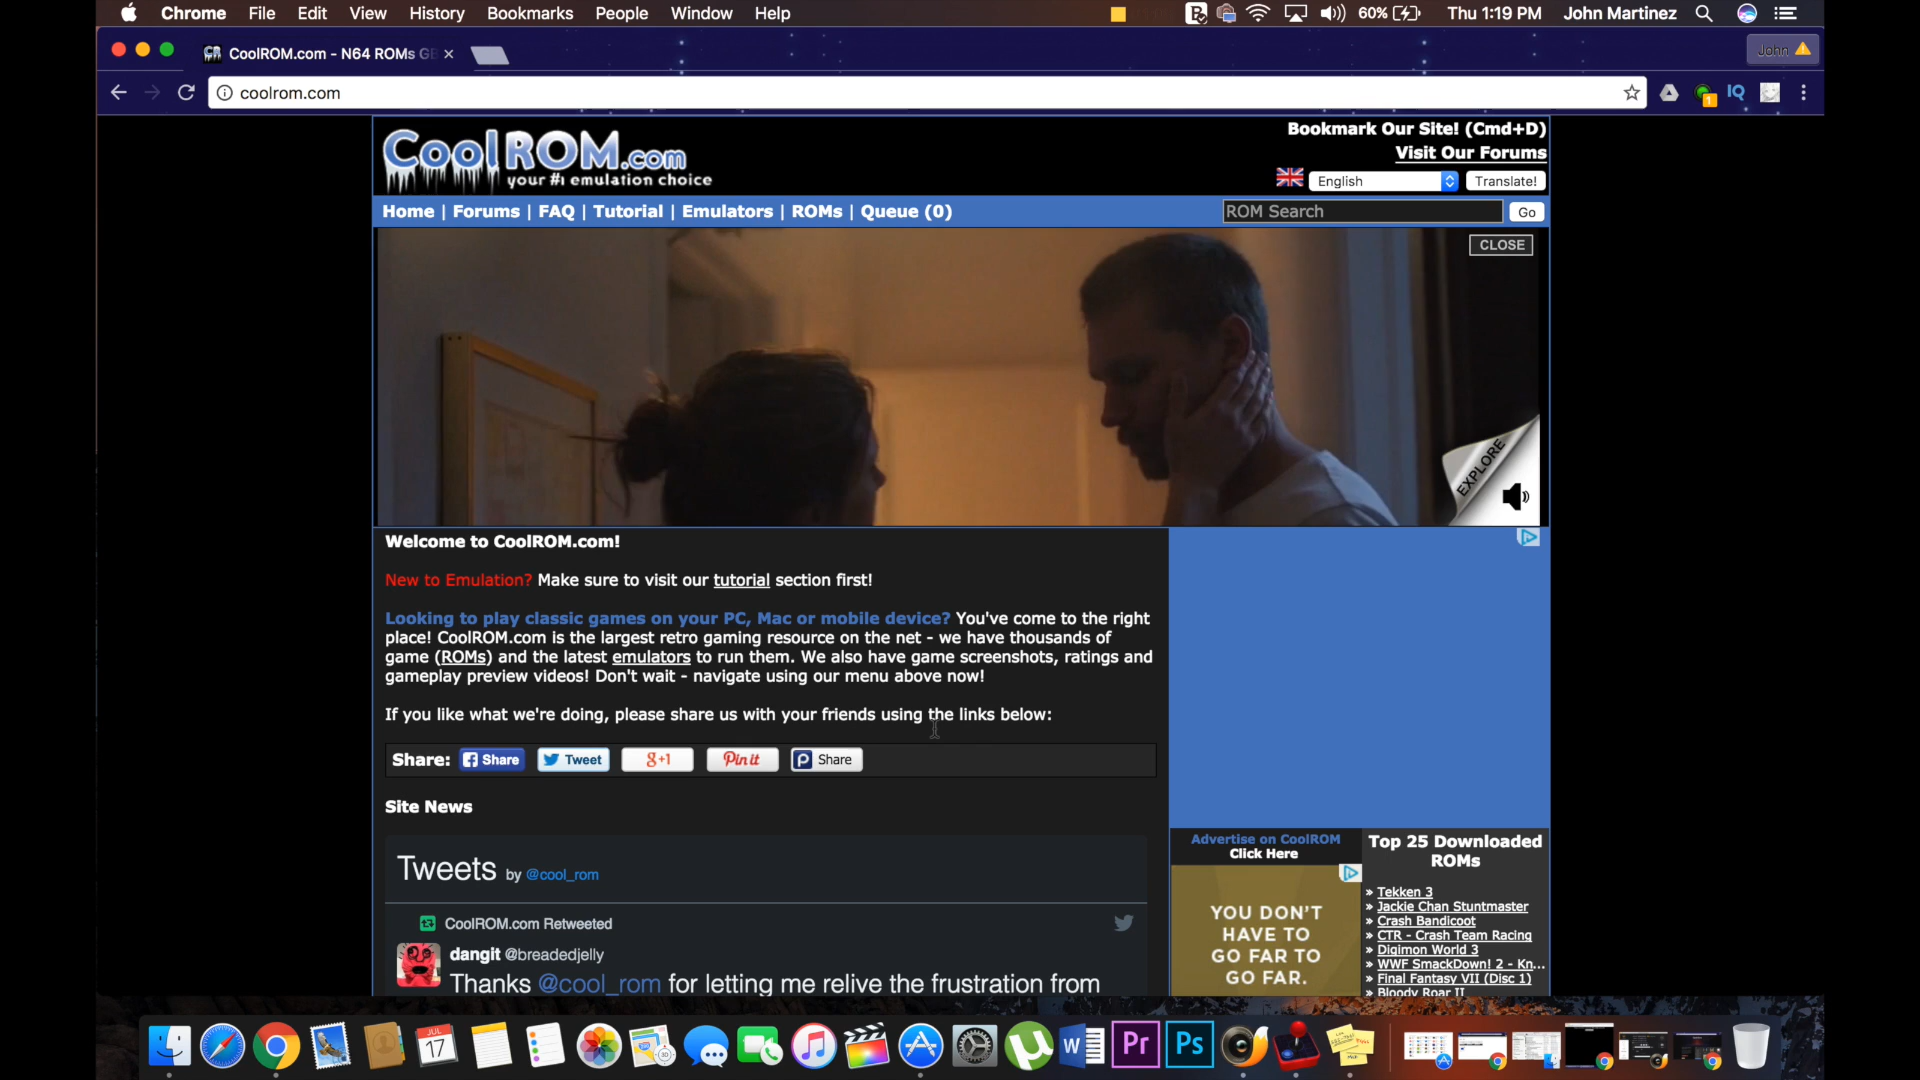 Chrome File Edit View History Bookmarks People Window Help 60% Thu 1:19 PM John Martinez
CoolROM.com - N64 ROMs GB John
coolrom.com IQ
CoolROM.com
your #1 emulation choice
Bookmark Our Site! (Cmd+D)
Visit Our Forums
English Translate!
Home | Forums | FAQ | Tutorial | Emulators | ROMs | Queue (0) ROM Search Go
CLOSE
EXPLORE
Welcome to CoolROM.com!
New to Emulation? Make sure to visit our tutorial section first!
Looking to play classic games on your PC, Mac or mobile device? You've come to the right
place! CoolROM.com is the largest retro gaming resource on the net - we have thousands of
game (ROMs) and the latest emulators to run them. We also have game screenshots, ratings and
gameplay preview videos! Don't wait - navigate using our menu above now!
If you like what we're doing, please share us with your friends using the links below:
Share: Share Tweet g+1 Pin it Share
Site News
Tweets by @cool_rom
CoolROM.com Retweeted
dangit @breadedjelly
Thanks @cool_rom for letting me relive the frustration from
Advertise on CoolROM
Click Here
YOU DON'T
HAVE TO
GO FAR TO
GO FAR.
Top 25 Downloaded
ROMs
» Tekken 3
» Jackie Chan Stuntmaster
» Crash Bandicoot
» CTR - Crash Team Racing
» Digimon World 3
» WWF SmackDown! 2 - Kn...
» Final Fantasy VII (Disc 1)
» Bloody Roar II
JUL
17
W Pr Ps